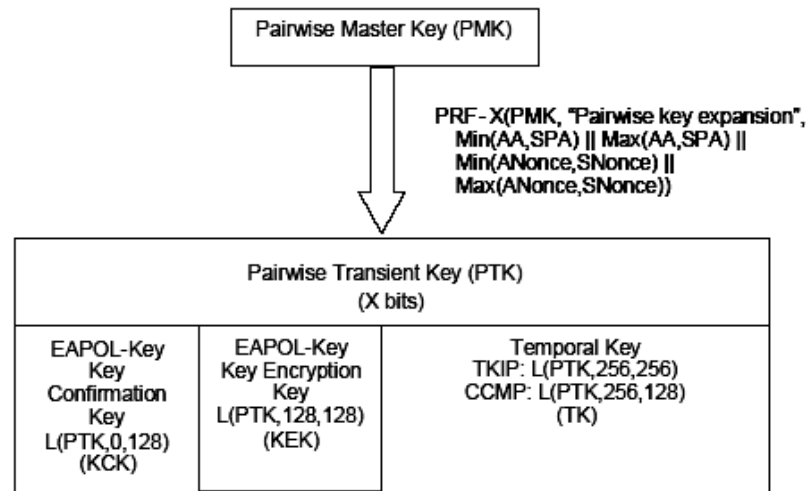 Pairwise Master Key (PMK)
PRF-X(PMK, "Pairwise key expansion",
Min(AA,SPA) || Max(AA,SPA) ||
Min(ANonce,SNonce) ||
Max(ANonce,SNonce))
Pairwise Transient Key (PTK)
(X bits)
EAPOL-Key
Key
Confirmation
Key
L(PTK,0,128)
(KCK)
EAPOL-Key
Key Encryption
Key
L(PTK,128,128)
(KEK)
Temporal Key
TKIP: L(PTK,256,256)
CCMP: L(PTK,256,128)
(TK)